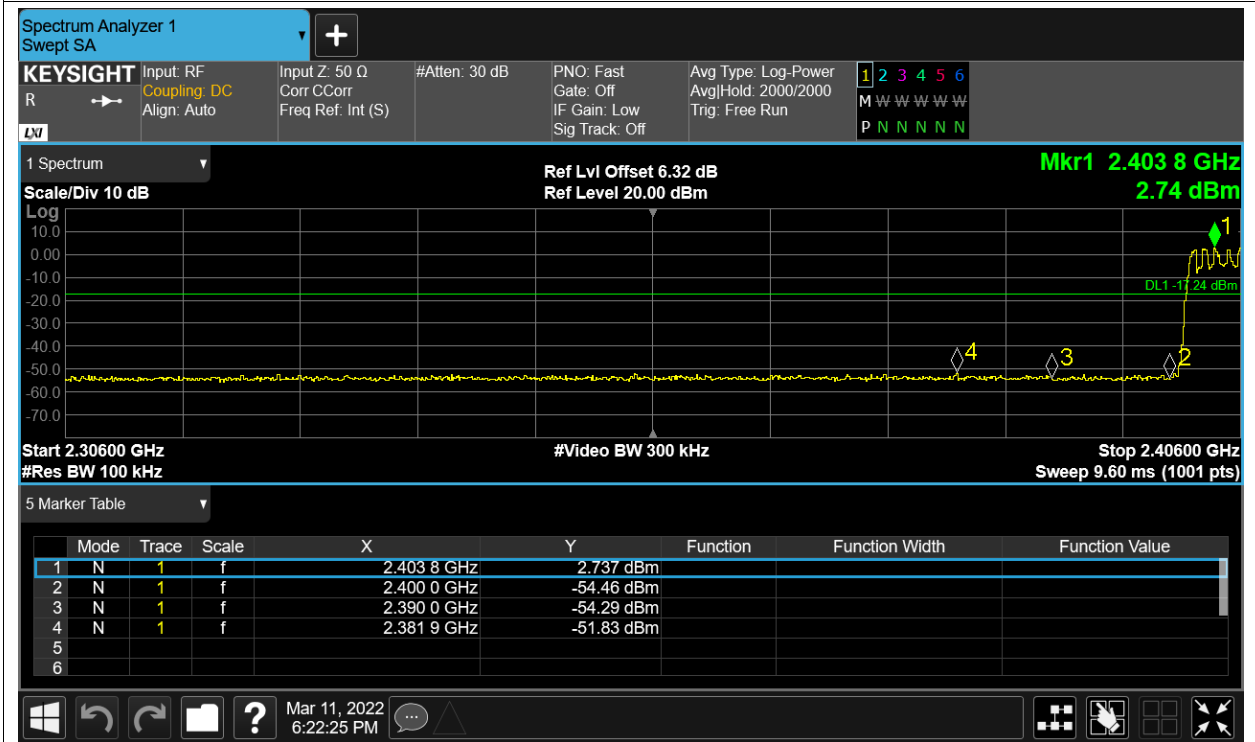 Spectrum Analyzer 1
Swept SA
KEYSIGHT
R
LXI
Input: RF
Coupling: DC
Align: Auto
Input Z: 50 Ω
Corr CCorr
Freq Ref: Int (S)
#Atten: 30 dB
PNO: Fast
Gate: Off
IF Gain: Low
Sig Track: Off
Avg Type: Log-Power
Avg|Hold: 2000/2000
Trig: Free Run
1 2 3 4 5 6
M W W W W W
P N N N N N
1 Spectrum
Scale/Div 10 dB
Ref Lvl Offset 6.32 dB
Ref Level 20.00 dBm
Mkr1 2.403 8 GHz
2.74 dBm
Log
10.0
0.00
-10.0
-20.0
-30.0
-40.0
-50.0
-60.0
-70.0
1
DL1 -17.24 dBm
4
3
2
Start 2.30600 GHz
#Res BW 100 kHz
#Video BW 300 kHz
Stop 2.40600 GHz
Sweep 9.60 ms (1001 pts)
5 Marker Table
Mode Trace Scale X Y Function Function Width Function Value
1 N 1 f 2.403 8 GHz 2.737 dBm
2 N 1 f 2.400 0 GHz -54.46 dBm
3 N 1 f 2.390 0 GHz -54.29 dBm
4 N 1 f 2.381 9 GHz -51.83 dBm
5
6
?
Mar 11, 2022
6:22:25 PM